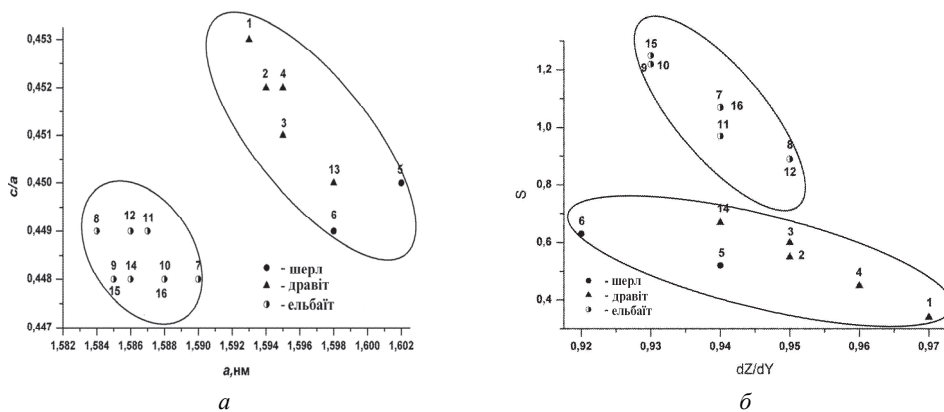 а
б
c/a
0,453
0,452
0,451
0,450
0,449
0,448
0,447
1
2 4
3
13 5
6
8 12 11
9 14 10 7
15 16
- шерл
- дравіт
- ельбаїт
1,582 1,584 1,586 1,588 1,590 1,592 1,594 1,596 1,598 1,600 1,602
a,нм
а
S
1,2
1,0
0,8
0,6
0,4
15
9 10
7 16
11
8
12
6 14
3
5 2
4
1
- шерл
- дравіт
- ельбаїт
0,92 0,93 0,94 0,95 0,96 0,97
dZ/dY
б